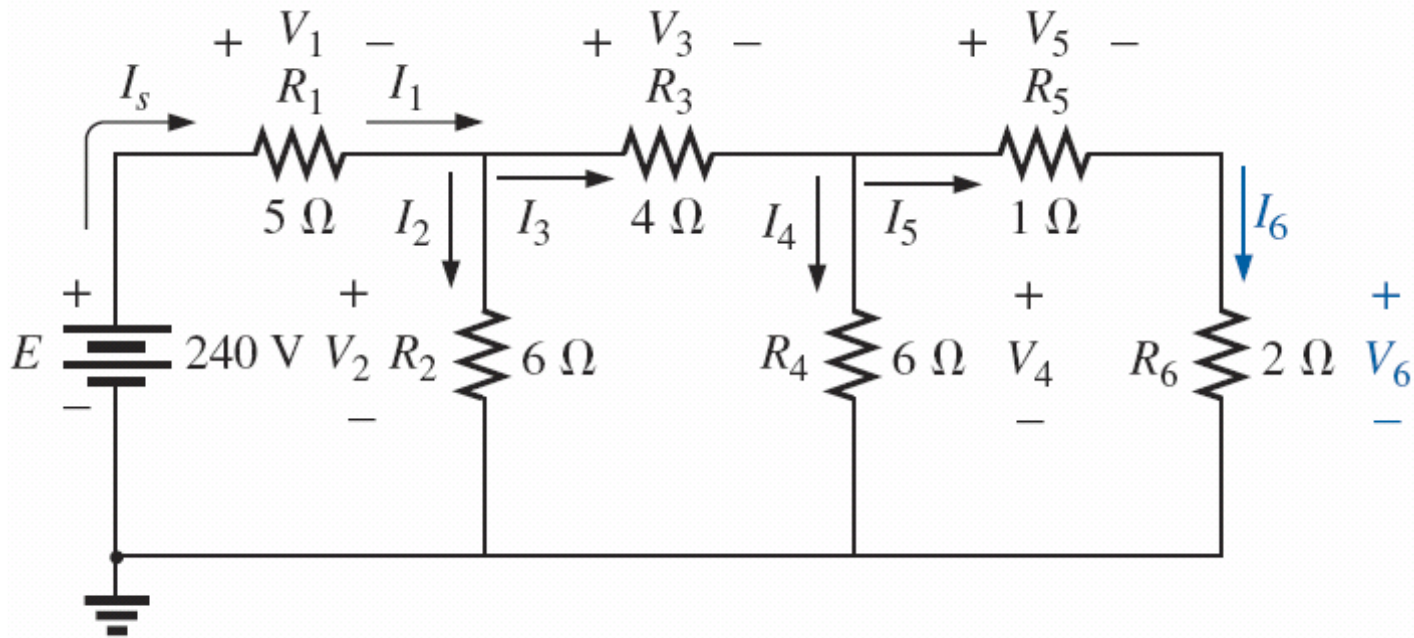 + V₁ − + V₃ − + V₅ −
Iₛ R₁ I₁ R₃ R₅
5 Ω I₂ I₃ 4 Ω I₄ I₅ 1 Ω I₆
+ + + +
E 240 V V₂ R₂ 6 Ω R₄ 6 Ω V₄ R₆ 2 Ω V₆
− − − −